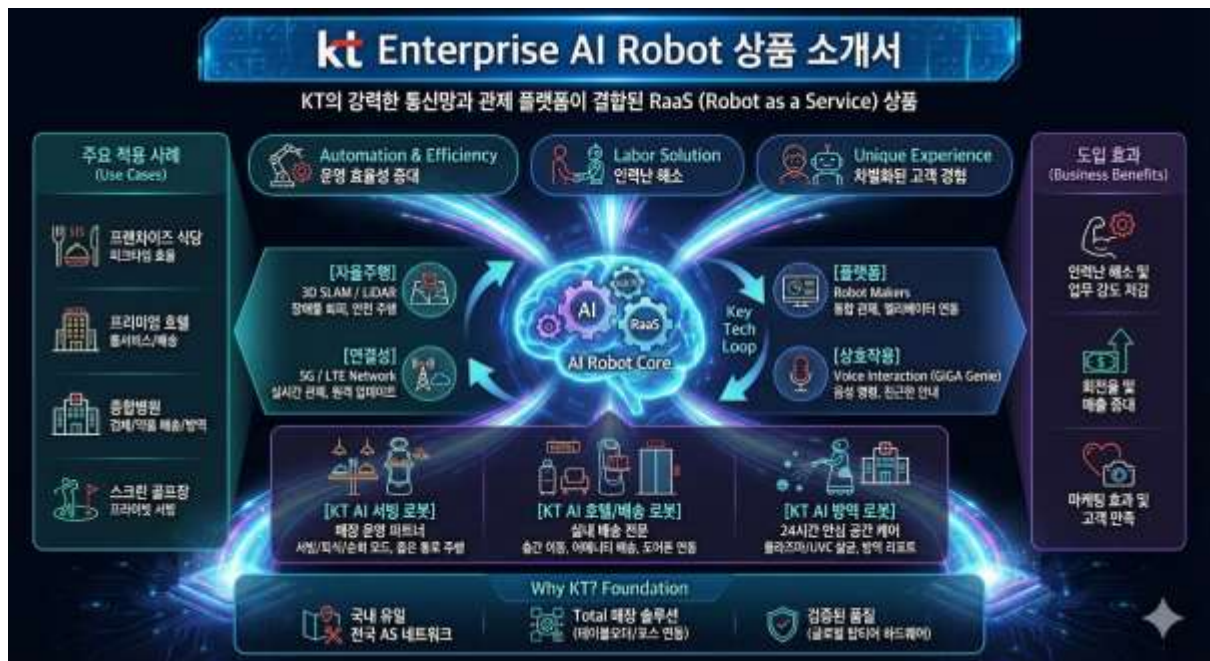 kt Enterprise AI Robot 상품 소개서
KT의 강력한 통신망과 관제 플랫폼이 결합된 RaaS (Robot as a Service) 상품
주요 적용 사례
(Use Cases)
프랜차이즈 식당
피크타임 효율
프리미엄 호텔
룸서비스/배송
종합병원
검체/약품 배송/방역
스크린 골프장
프라이빗 서빙
Automation & Efficiency
운영 효율성 증대
Labor Solution
인력난 해소
Unique Experience
차별화된 고객 경험
[자율주행]
3D SLAM / LiDAR
장애물 회피, 안전 주행
[연결성]
5G / LTE Network
실시간 관제, 원격 업데이트
AI
RaaS
AI Robot Core
Key
Tech
Loop
[플랫폼]
Robot Makers
통합 관제, 엘리베이터 연동
[상호작용]
Voice Interaction (GIGA Genie)
음성 명령, 친근한 안내
도입 효과
(Business Benefits)
인력난 해소 및
업무 강도 저감
회전율 및
매출 증대
마케팅 효과 및
고객 만족
[KT AI 서빙 로봇]
매장 운영 파트너
서빙/퇴식/순회 모드, 좁은 통로 주행
[KT AI 호텔/배송 로봇]
실내 배송 전문
층간 이동, 어메니티 배송, 도어폰 연동
[KT AI 방역 로봇]
24시간 안심 공간 케어
플라즈마/UVC 살균, 방역 리포트
Why KT? Foundation
국내 유일
전국 AS 네트워크
Total 매장 솔루션
(테이블오더/포스 연동)
검증된 품질
(글로벌 탑티어 하드웨어)